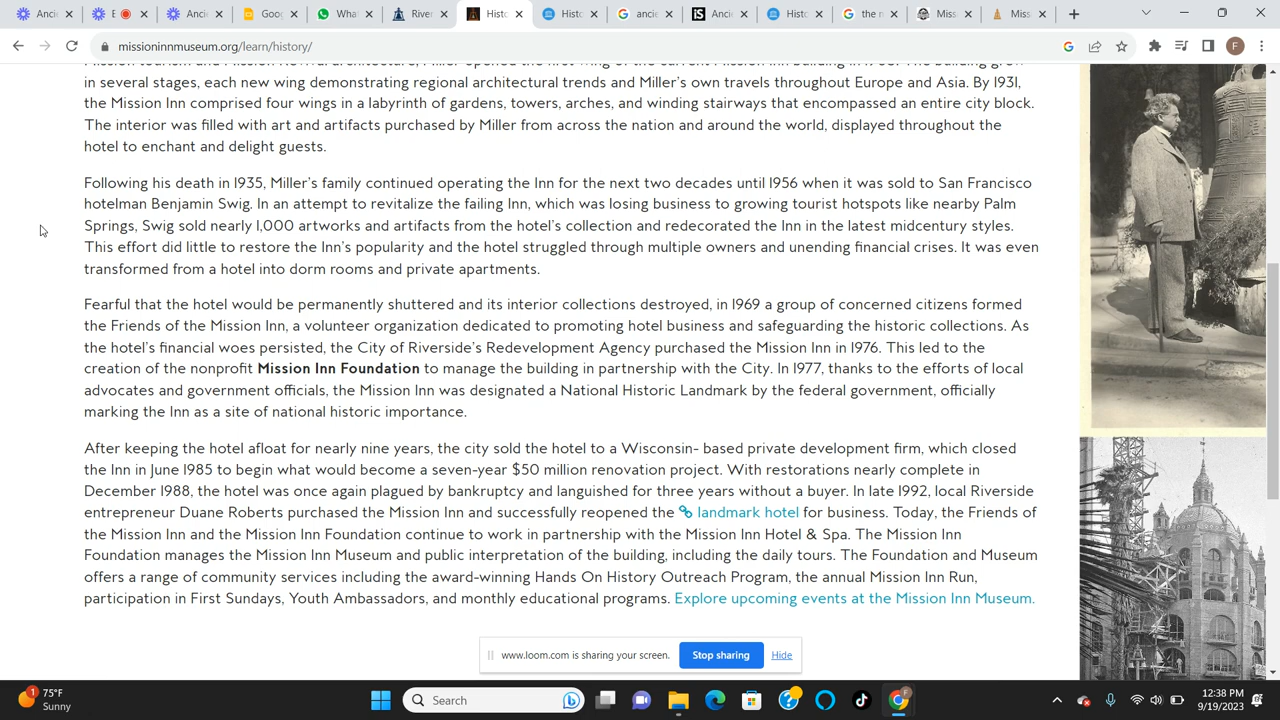 Ancie
Ancie
Ancie
Goog
What
River
Histo
Histo
ancie
Ancie
Histo
the n
Missi
Miss
missioninnmuseum.org/learn/history/
F
in several stages, each new wing demonstrating regional architectural trends and Miller's own travels throughout Europe and Asia. By 1931,
the Mission Inn comprised four wings in a labyrinth of gardens, towers, arches, and winding stairways that encompassed an entire city block.
The interior was filled with art and artifacts purchased by Miller from across the nation and around the world, displayed throughout the
hotel to enchant and delight guests.
Following his death in 1935, Miller's family continued operating the Inn for the next two decades until 1956 when it was sold to San Francisco
hotelman Benjamin Swig. In an attempt to revitalize the failing Inn, which was losing business to growing tourist hotspots like nearby Palm
Springs, Swig sold nearly 1,000 artworks and artifacts from the hotel's collection and redecorated the Inn in the latest midcentury styles.
This effort did little to restore the Inn's popularity and the hotel struggled through multiple owners and unending financial crises. It was even
transformed from a hotel into dorm rooms and private apartments.
Fearful that the hotel would be permanently shuttered and its interior collections destroyed, in 1969 a group of concerned citizens formed
the Friends of the Mission Inn, a volunteer organization dedicated to promoting hotel business and safeguarding the historic collections. As
the hotel's financial woes persisted, the City of Riverside's Redevelopment Agency purchased the Mission Inn in 1976. This led to the
creation of the nonprofit Mission Inn Foundation to manage the building in partnership with the City. In 1977, thanks to the efforts of local
advocates and government officials, the Mission Inn was designated a National Historic Landmark by the federal government, officially
marking the Inn as a site of national historic importance.
After keeping the hotel afloat for nearly nine years, the city sold the hotel to a Wisconsin- based private development firm, which closed
the Inn in June 1985 to begin what would become a seven-year $50 million renovation project. With restorations nearly complete in
December 1988, the hotel was once again plagued by bankruptcy and languished for three years without a buyer. In late 1992, local Riverside
entrepreneur Duane Roberts purchased the Mission Inn and successfully reopened the landmark hotel for business. Today, the Friends of
the Mission Inn and the Mission Inn Foundation continue to work in partnership with the Mission Inn Hotel & Spa. The Mission Inn
Foundation manages the Mission Inn Museum and public interpretation of the building, including the daily tours. The Foundation and Museum
offers a range of community services including the award-winning Hands On History Outreach Program, the annual Mission Inn Run,
participation in First Sundays, Youth Ambassadors, and monthly educational programs. Explore upcoming events at the Mission Inn Museum.
www.loom.com is sharing your screen.
Stop sharing
Hide
1
75°F
Sunny
Search
12:38 PM
9/19/2023